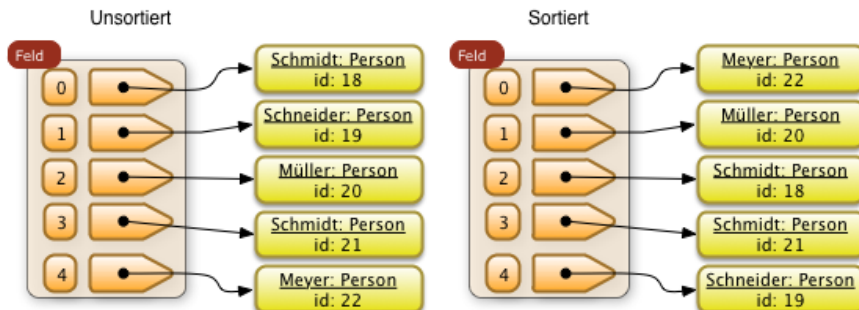 Unsortiert
Feld
0
Schmidt: Person
id: 18
1
Schneider: Person
id: 19
2
Müller: Person
id: 20
3
Schmidt: Person
id: 21
4
Meyer: Person
id: 22
Sortiert
Feld
0
Meyer: Person
id: 22
1
Müller: Person
id: 20
2
Schmidt: Person
id: 18
3
Schmidt: Person
id: 21
4
Schneider: Person
id: 19